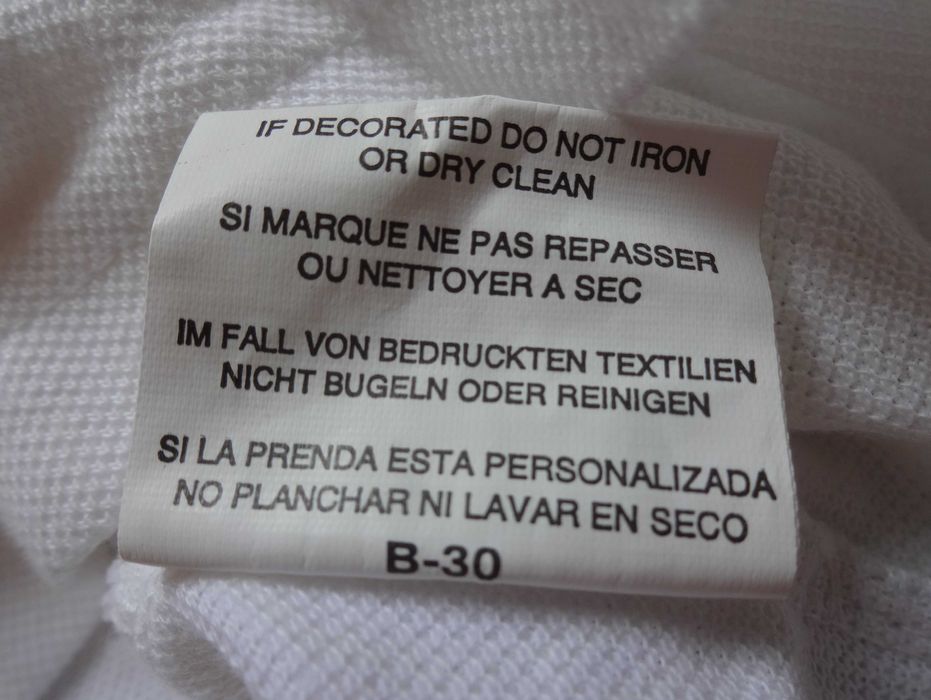 IF DECORATED DO NOT IRON
OR DRY CLEAN
SI MARQUE NE PAS REPASSER
OU NETTOYER A SEC
IM FALL VON BEDRUCKTEN TEXTILIEN
NICHT BUGELN ODER REINIGEN
SI LA PRENDA ESTA PERSONALIZADA
NO PLANCHAR NI LAVAR EN SECO
B-30